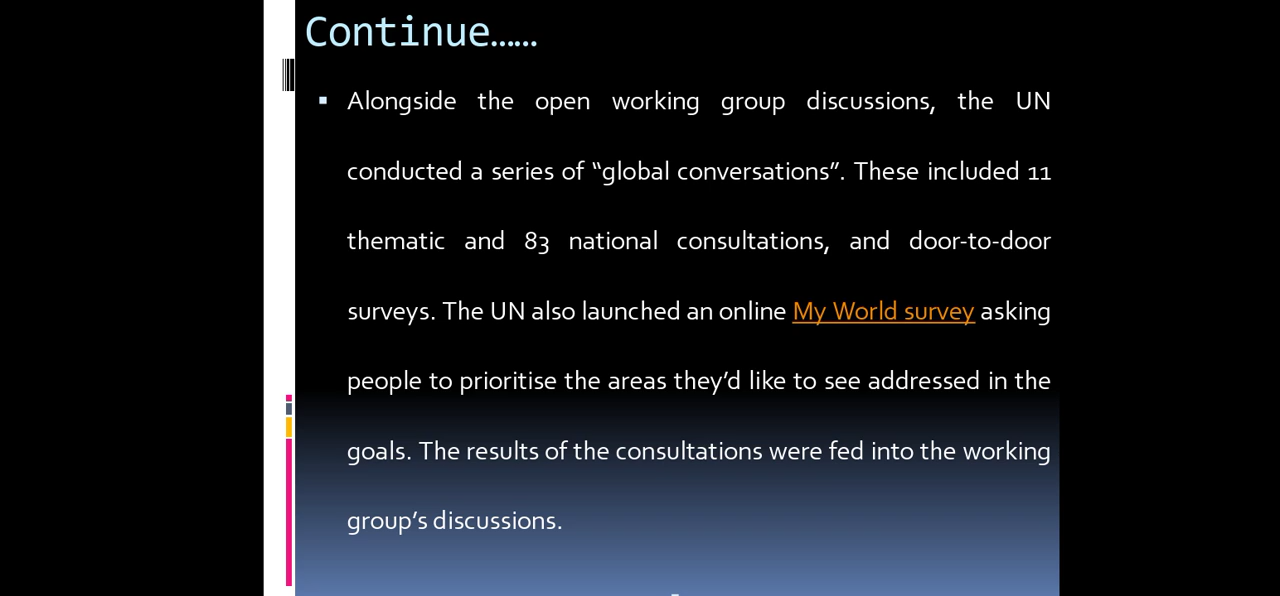 Continue……
▪ Alongside the open working group discussions, the UN
conducted a series of “global conversations”. These included 11
thematic and 83 national consultations, and door-to-door
surveys. The UN also launched an online My World survey asking
people to prioritise the areas they’d like to see addressed in the
goals. The results of the consultations were fed into the working
group’s discussions.